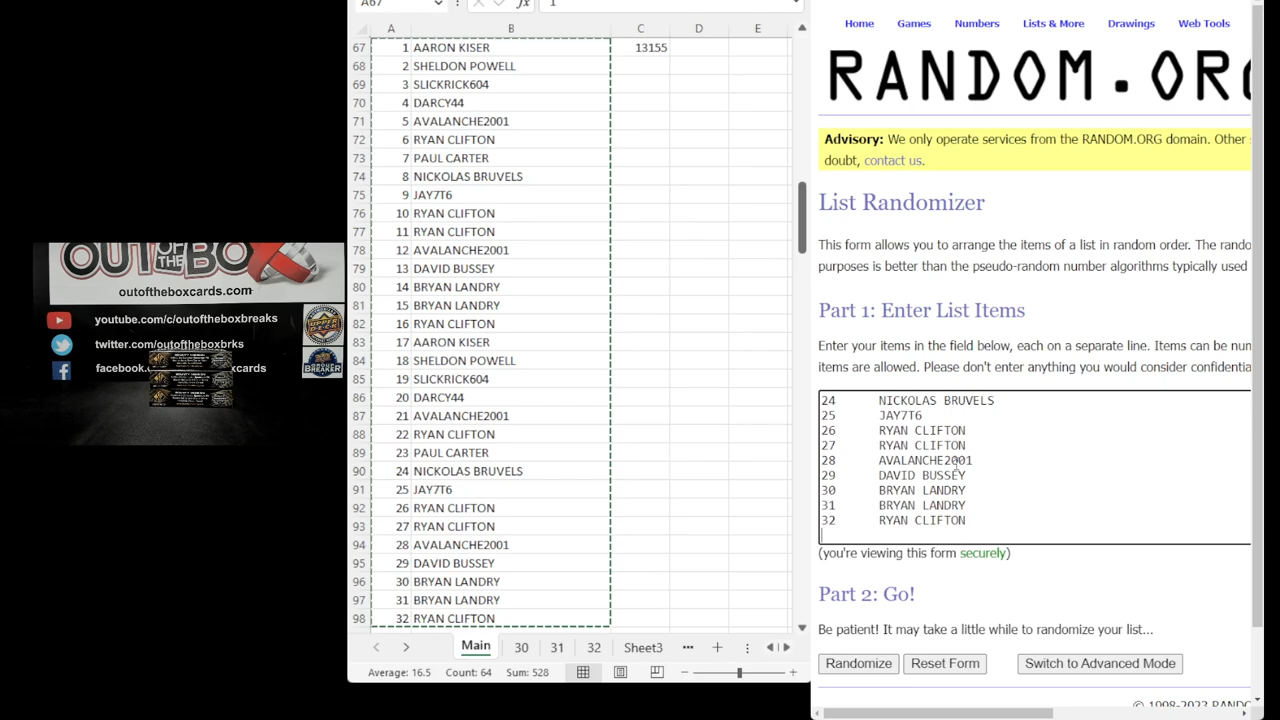 OUT OF THE BOX
outoftheboxcards.com
youtube.com/c/outoftheboxbreaks
twitter.com/outoftheboxbrks
facebook. cards
UPPER DECK
A67
fx
1
A B C D E
67 1 AARON KISER 13155
68 2 SHELDON POWELL
69 3 SLICKRICK604
70 4 DARCY44
71 5 AVALANCHE2001
72 6 RYAN CLIFTON
73 7 PAUL CARTER
74 8 NICKOLAS BRUVELS
75 9 JAY7T6
76 10 RYAN CLIFTON
77 11 RYAN CLIFTON
78 12 AVALANCHE2001
79 13 DAVID BUSSEY
80 14 BRYAN LANDRY
81 15 BRYAN LANDRY
82 16 RYAN CLIFTON
83 17 AARON KISER
84 18 SHELDON POWELL
85 19 SLICKRICK604
86 20 DARCY44
87 21 AVALANCHE2001
88 22 RYAN CLIFTON
89 23 PAUL CARTER
90 24 NICKOLAS BRUVELS
91 25 JAY7T6
92 26 RYAN CLIFTON
93 27 RYAN CLIFTON
94 28 AVALANCHE2001
95 29 DAVID BUSSEY
96 30 BRYAN LANDRY
97 31 BRYAN LANDRY
98 32 RYAN CLIFTON
Main 30 31 32 Sheet3
Average: 16.5 Count: 64 Sum: 528
Home Games Numbers Lists & More Drawings Web Tools
RANDOM.ORG
Advisory: We only operate services from the RANDOM.ORG domain. Other
doubt, contact us.
List Randomizer
This form allows you to arrange the items of a list in random order. The rando
purposes is better than the pseudo-random number algorithms typically used
Part 1: Enter List Items
Enter your items in the field below, each on a separate line. Items can be num
items are allowed. Please don't enter anything you would consider confidentia
24 NICKOLAS BRUVELS
25 JAY7T6
26 RYAN CLIFTON
27 RYAN CLIFTON
28 AVALANCHE2001
29 DAVID BUSSEY
30 BRYAN LANDRY
31 BRYAN LANDRY
32 RYAN CLIFTON
(you're viewing this form securely)
Part 2: Go!
Be patient! It may take a little while to randomize your list...
Randomize Reset Form Switch to Advanced Mode
© 1998-2023 RANDO